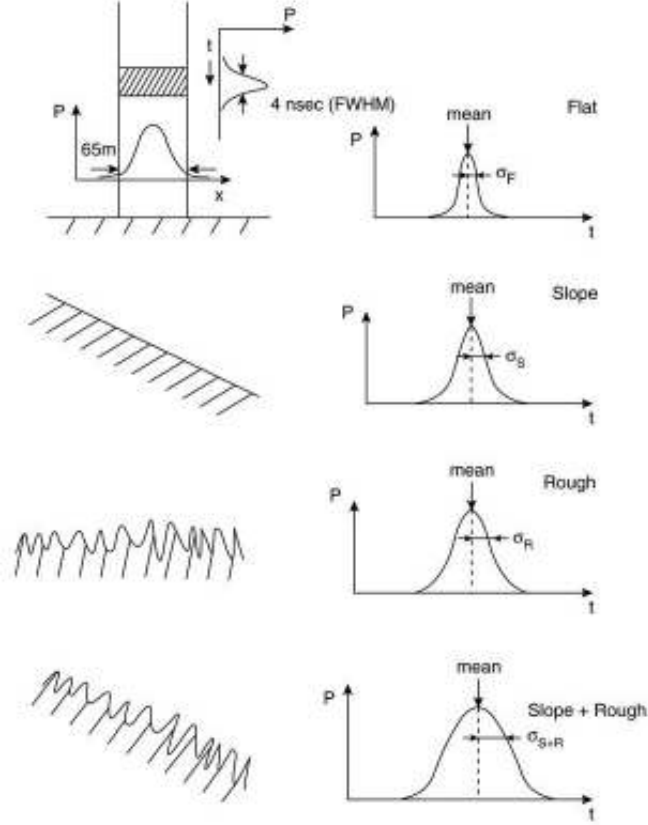 P
t
P
4 nsec (FWHM)
65m
x
mean
Flat
P
σF
t
mean
Slope
P
σS
t
mean
Rough
P
σR
t
mean
P
Slope + Rough
σS+R
t